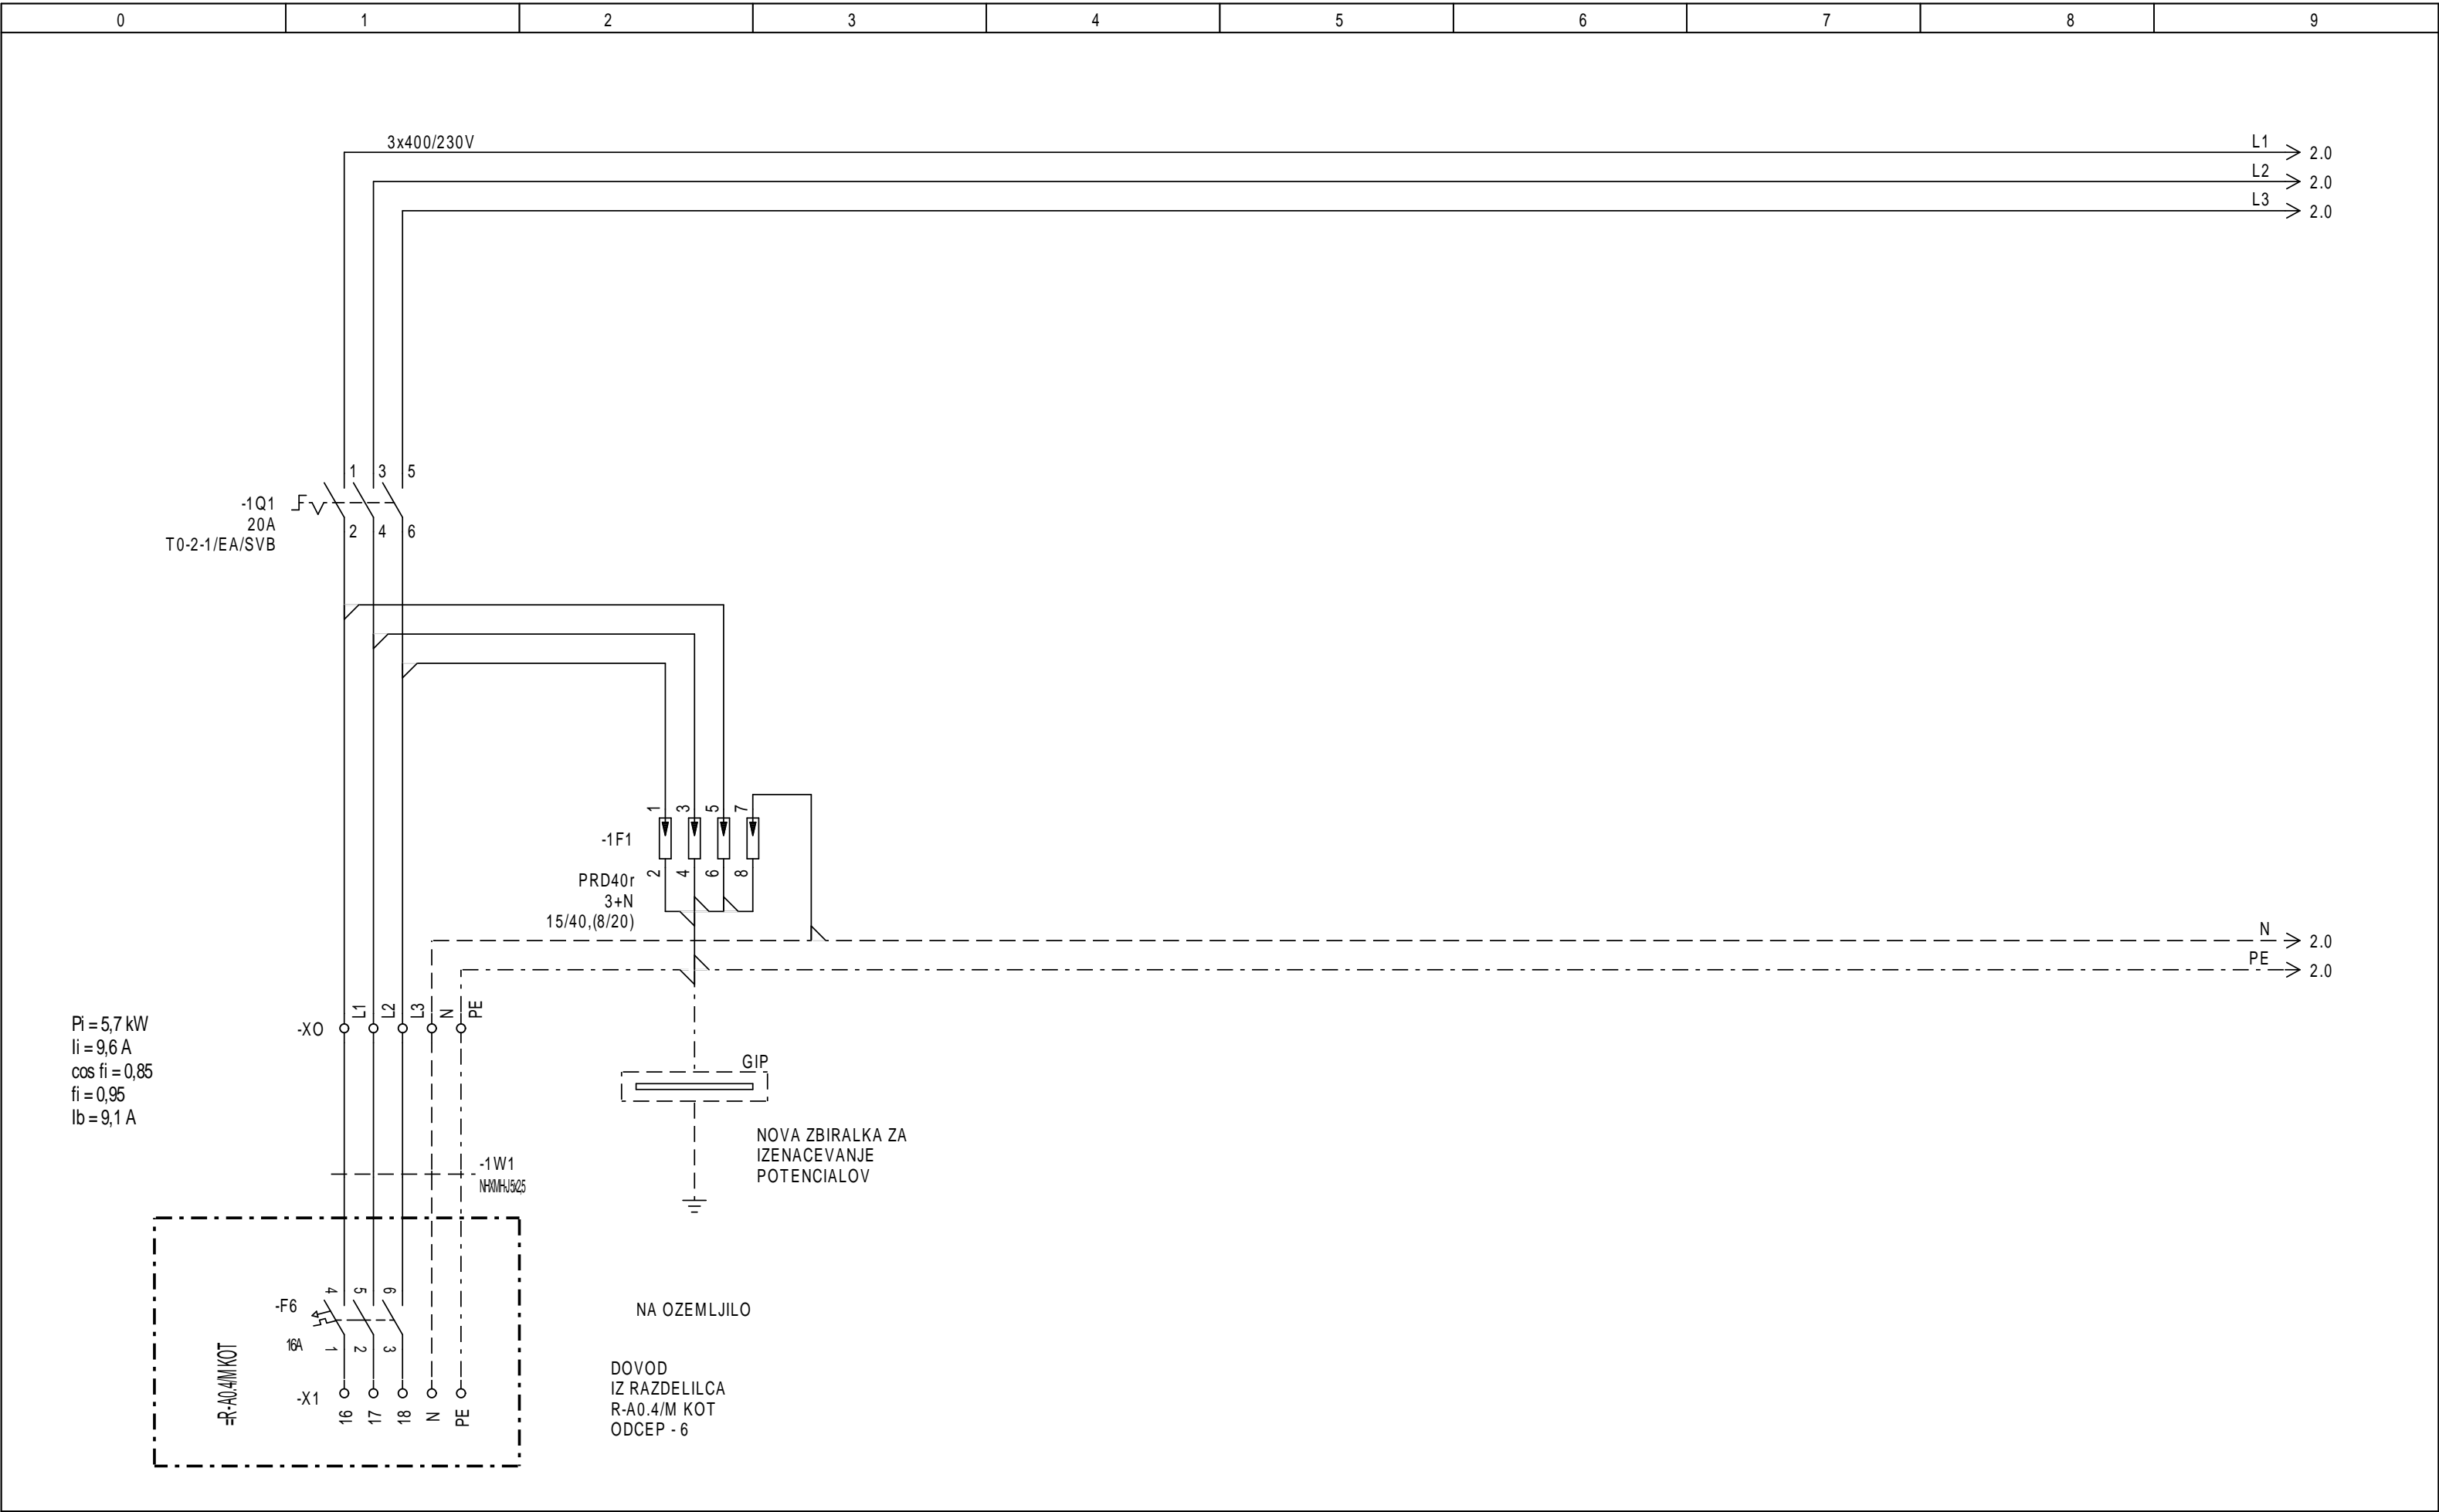 0 1 2 3 4 5 6 7 8 9
3x400/230V
L1 2.0
L2 2.0
L3 2.0
1 3 5
-1Q1
20A
T0-2-1/EA/SVB
2 4 6
1 3 5 7
-1F1
2 4 6 8
PRD40r
3+N
15/40,(8/20)
N 2.0
PE 2.0
L1 L2 L3 N PE
-XO
Pi = 5,7 kW
Ii = 9,6 A
cos fi = 0,85
fi = 0,95
Ib = 9,1 A
GIP
NOVA ZBIRALKA ZA
IZENACEVANJE
POTENCIALOV
-1W1
NHXMH-J 5x2,5
4 5 6
-F6
16A
1 2 3
=R-A0.4/M KOT
-X1
16 17 18 N PE
NA OZEMLJILO
DOVOD
IZ RAZDELILCA
R-A0.4/M KOT
ODCEP - 6